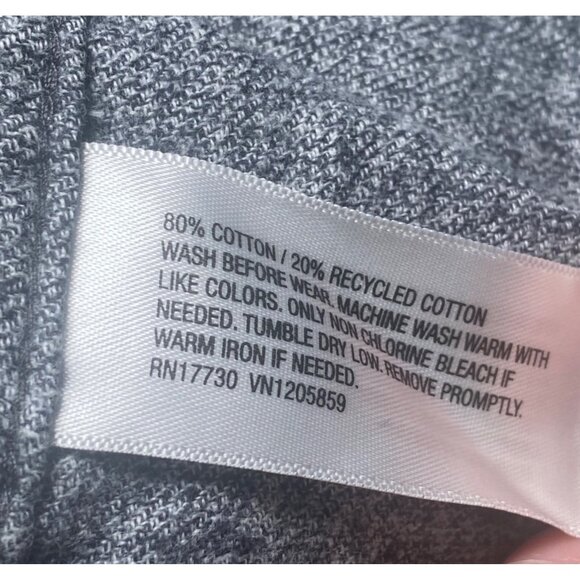 80% COTTON / 20% RECYCLED COTTON
WASH BEFORE WEAR. MACHINE WASH WARM WITH
LIKE COLORS. ONLY NON CHLORINE BLEACH IF
NEEDED. TUMBLE DRY LOW. REMOVE PROMPTLY.
WARM IRON IF NEEDED.
RN17730 VN1205859